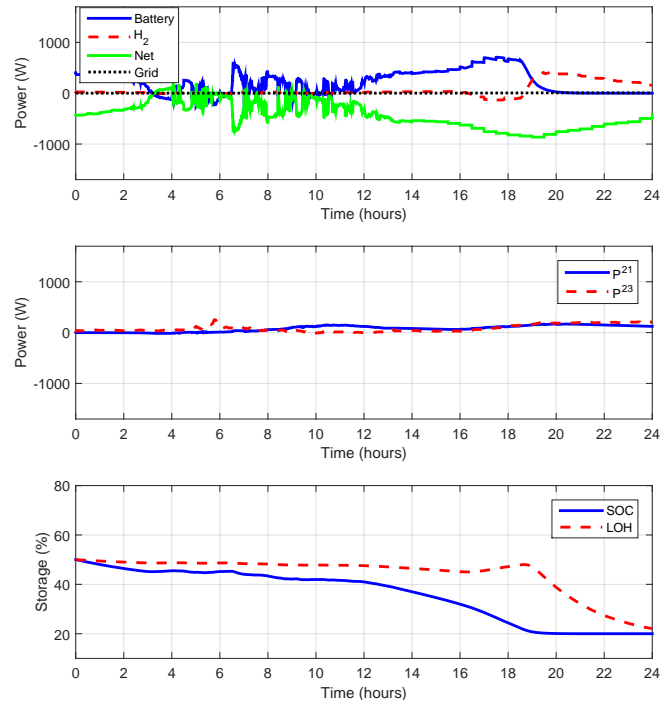 Battery
H2
Net
Grid
Power (W)
1000
0
-1000
0 2 4 6 8 10 12 14 16 18 20 22 24
Time (hours)
P21
P23
Power (W)
1000
0
-1000
0 2 4 6 8 10 12 14 16 18 20 22 24
Time (hours)
SOC
LOH
Storage (%)
80
60
40
20
0 2 4 6 8 10 12 14 16 18 20 22 24
Time (hours)